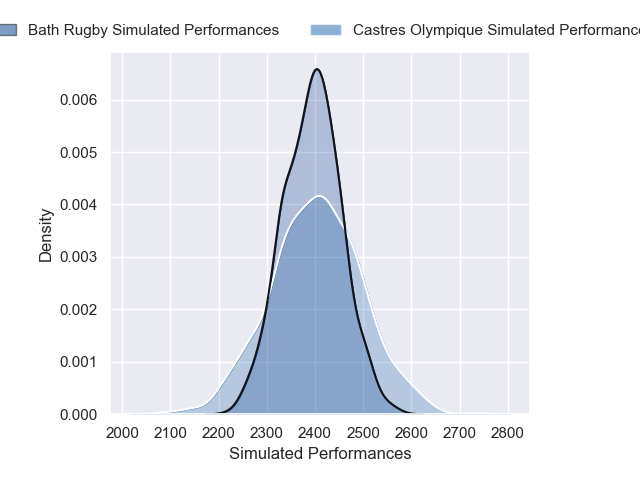 Bath Rugby Simulated Performances
Castres Olympique Simulated Performance
0.006
0.005
0.004
0.003
0.002
0.001
0.000
Density
2000 2100 2200 2300 2400 2500 2600 2700 2800
Simulated Performances